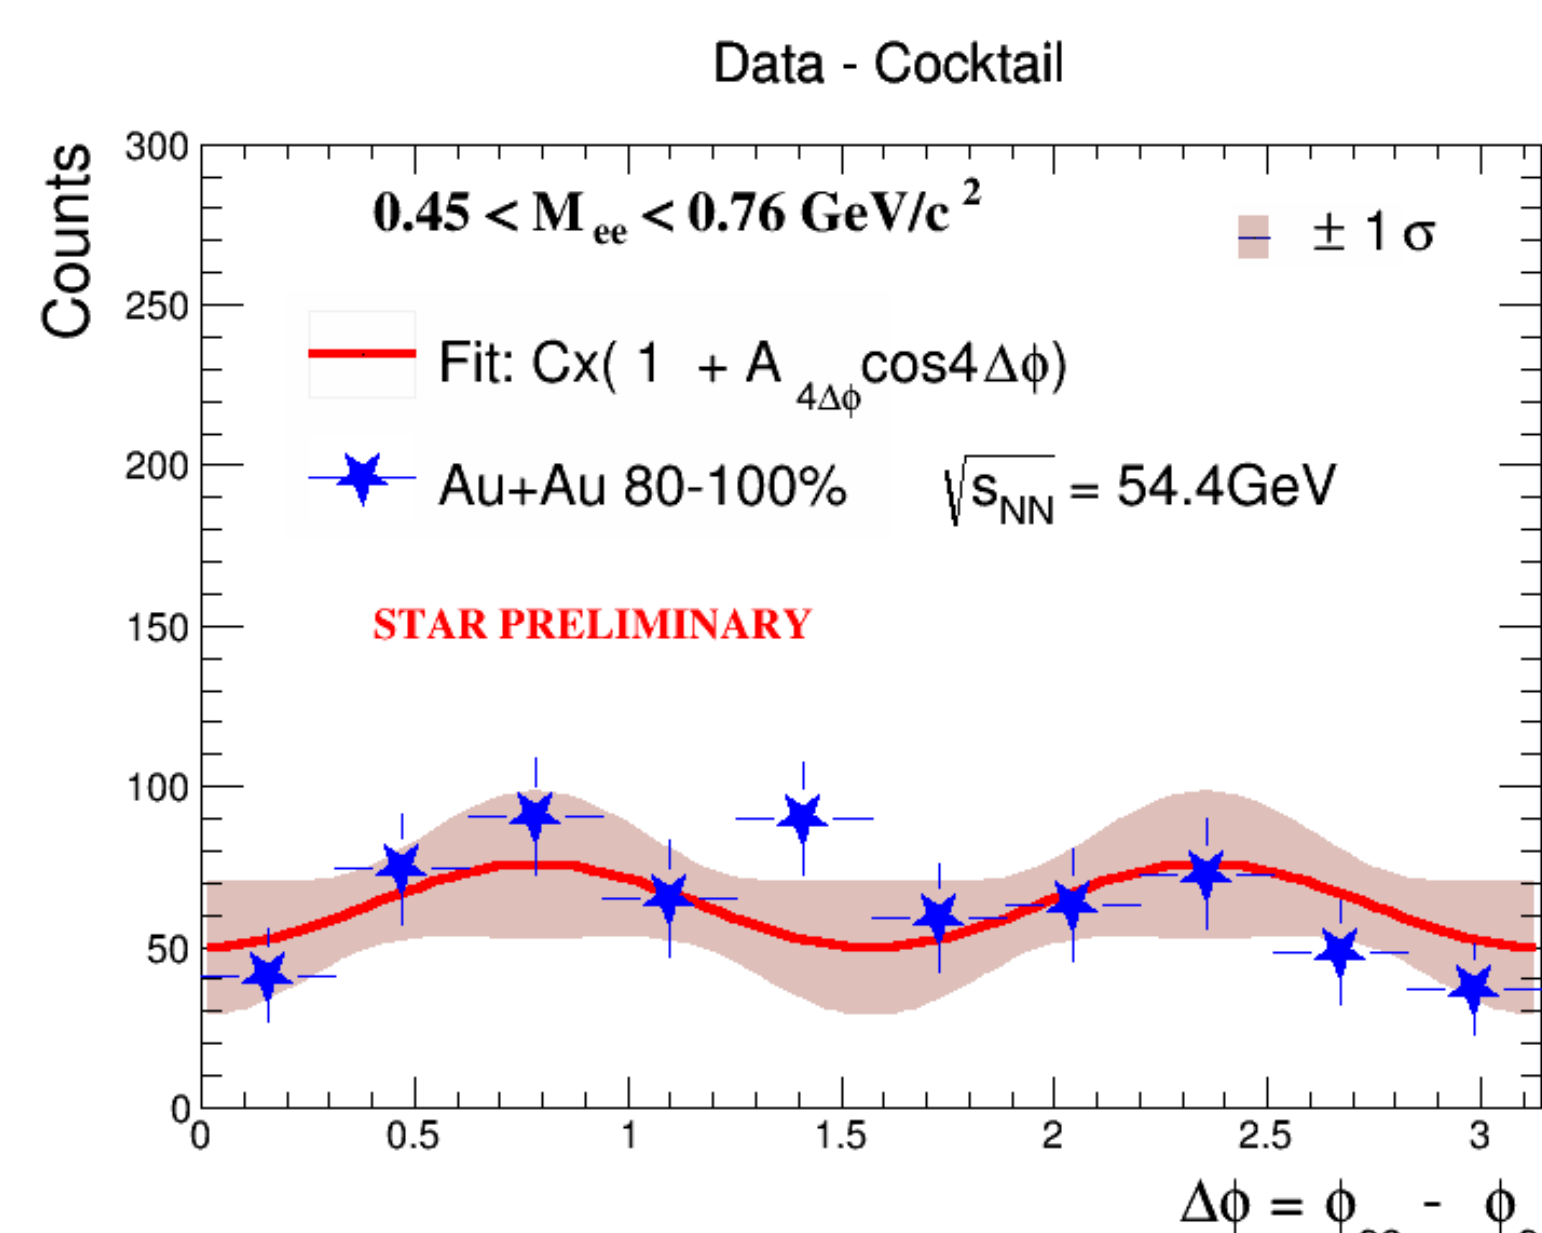 Data - Cocktail
Counts
300
250
200
150
100
50
0
0.45 < M ee < 0.76 GeV/c 2
± 1 σ
Fit: Cx( 1 + A 4Δϕ cos4Δϕ)
Au+Au 80-100% √sNN = 54.4GeV
STAR PRELIMINARY
0 0.5 1 1.5 2 2.5 3
Δϕ = ϕ - ϕ